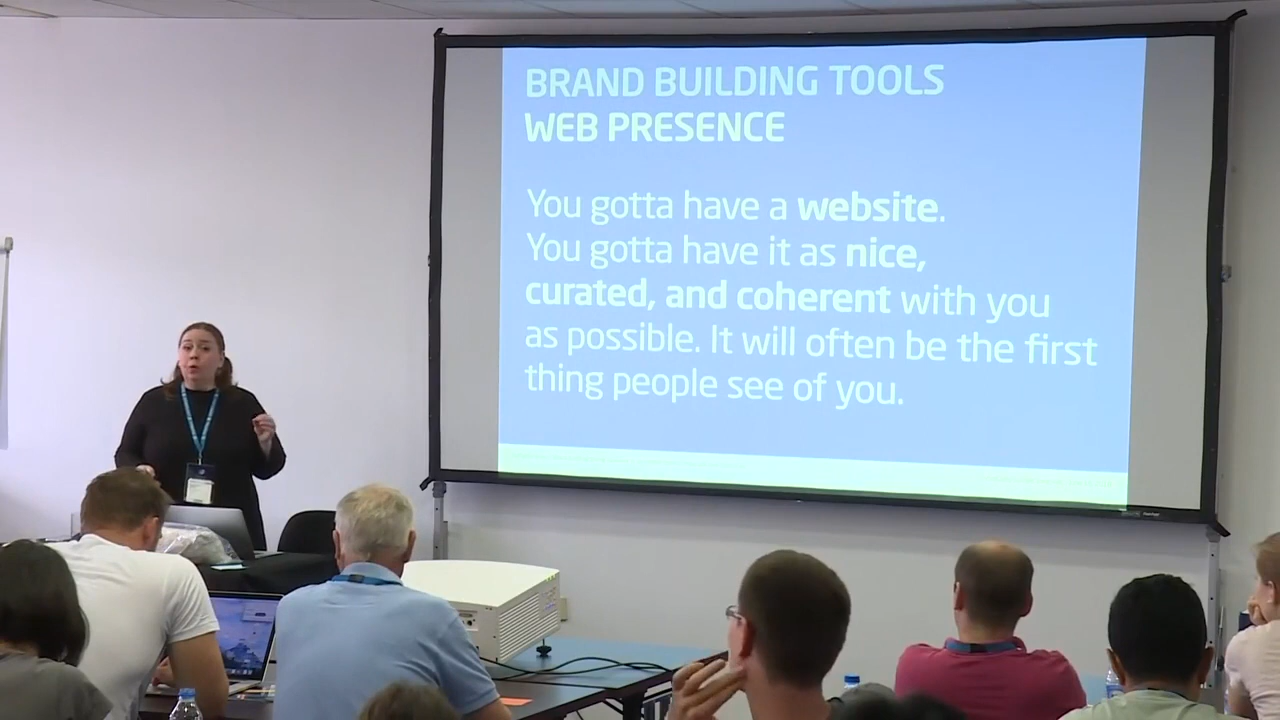 BRAND BUILDING TOOLS
WEB PRESENCE
You gotta have a website.
You gotta have it as nice,
curated, and coherent with you
as possible. It will often be the first
thing people see of you.